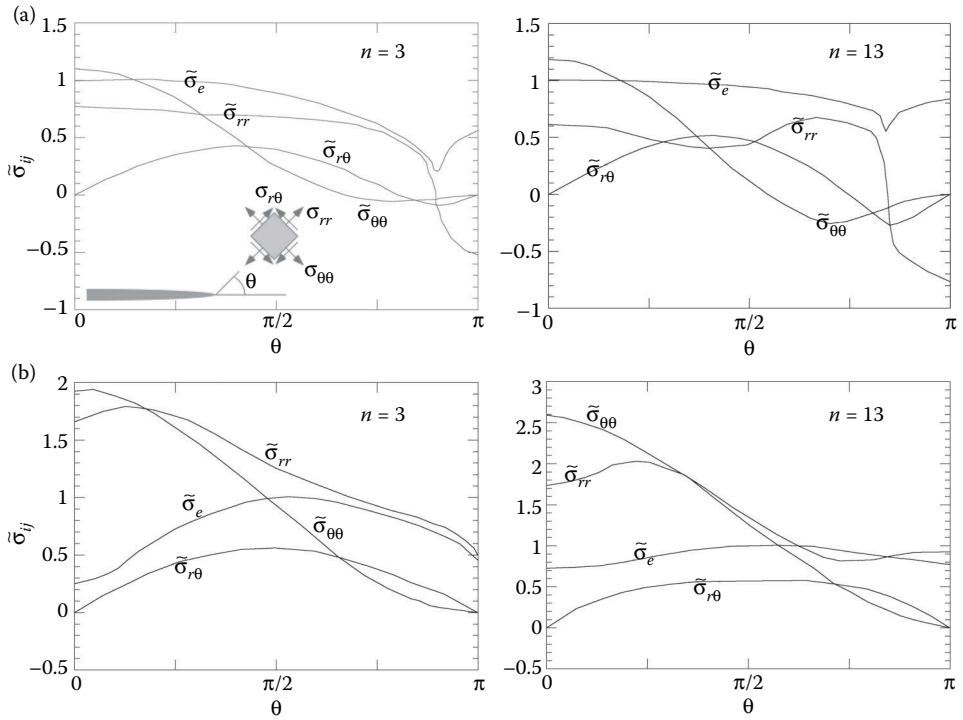 (a)
1.5
1
0.5
0
−0.5
−1
σ̃ij
n = 3
σ̃e
σ̃rr
σ̃rθ
σ̃θθ
σrθ
σrr
σθθ
θ
0
π/2
π
θ
1.5
1
0.5
0
−0.5
−1
n = 13
σ̃e
σ̃rr
σ̃rθ
σ̃θθ
0
π/2
π
θ
(b)
2
1.5
1
0.5
0
−0.5
σ̃ij
n = 3
σ̃rr
σ̃e
σ̃θθ
σ̃rθ
0
π/2
π
θ
3
2.5
2
1.5
1
0.5
0
−0.5
n = 13
σ̃θθ
σ̃rr
σ̃e
σ̃rθ
0
π/2
π
θ